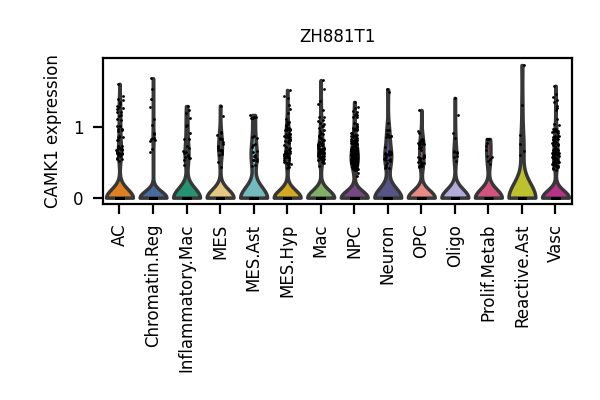 ZH881T1
CAMK1 expression
1
0
AC
Chromatin.Reg
Inflammatory.Mac
MES
MES.Ast
MES.Hyp
Mac
NPC
Neuron
OPC
Oligo
Prolif.Metab
Reactive.Ast
Vasc